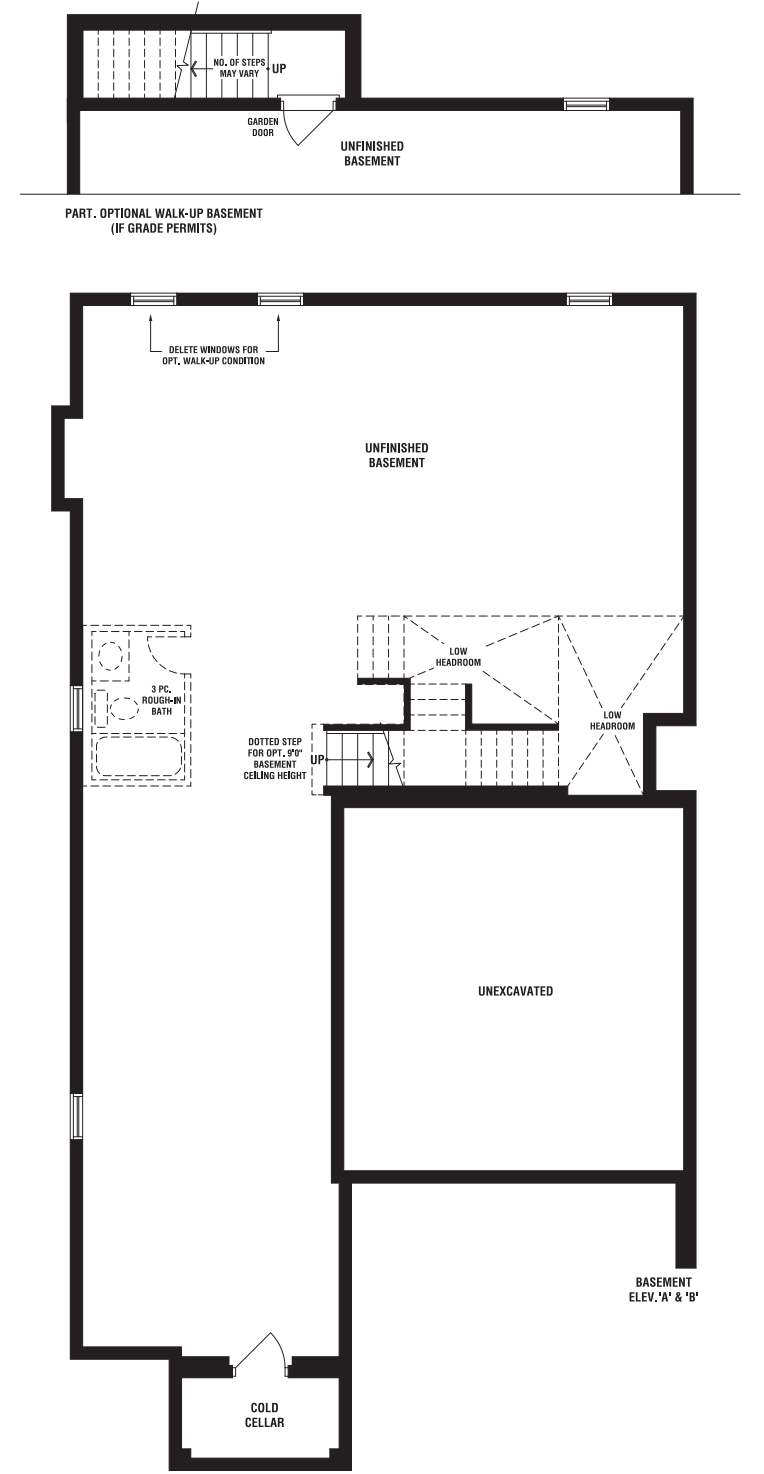 NO. OF STEPS
MAY VARY
UP
GARDEN
DOOR
UNFINISHED
BASEMENT
PART. OPTIONAL WALK-UP BASEMENT
(IF GRADE PERMITS)
DELETE WINDOWS FOR
OPT. WALK-UP CONDITION
UNFINISHED
BASEMENT
LOW
HEADROOM
3 PC.
ROUGH-IN
BATH
LOW
HEADROOM
DOTTED STEP
FOR OPT. 9'0"
BASEMENT
CEILING HEIGHT
UP
UNEXCAVATED
BASEMENT
ELEV. 'A' & 'B'
COLD
CELLAR